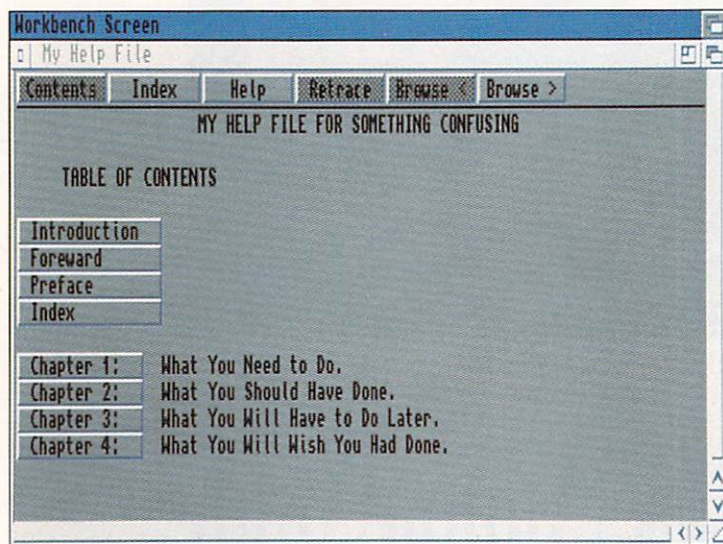 Workbench Screen
My Help File
Contents Index Help Retrace Browse < Browse >
MY HELP FILE FOR SOMETHING CONFUSING
TABLE OF CONTENTS
Introduction
Foreward
Preface
Index
Chapter 1: What You Need to Do.
Chapter 2: What You Should Have Done.
Chapter 3: What You Will Have to Do Later.
Chapter 4: What You Will Wish You Had Done.